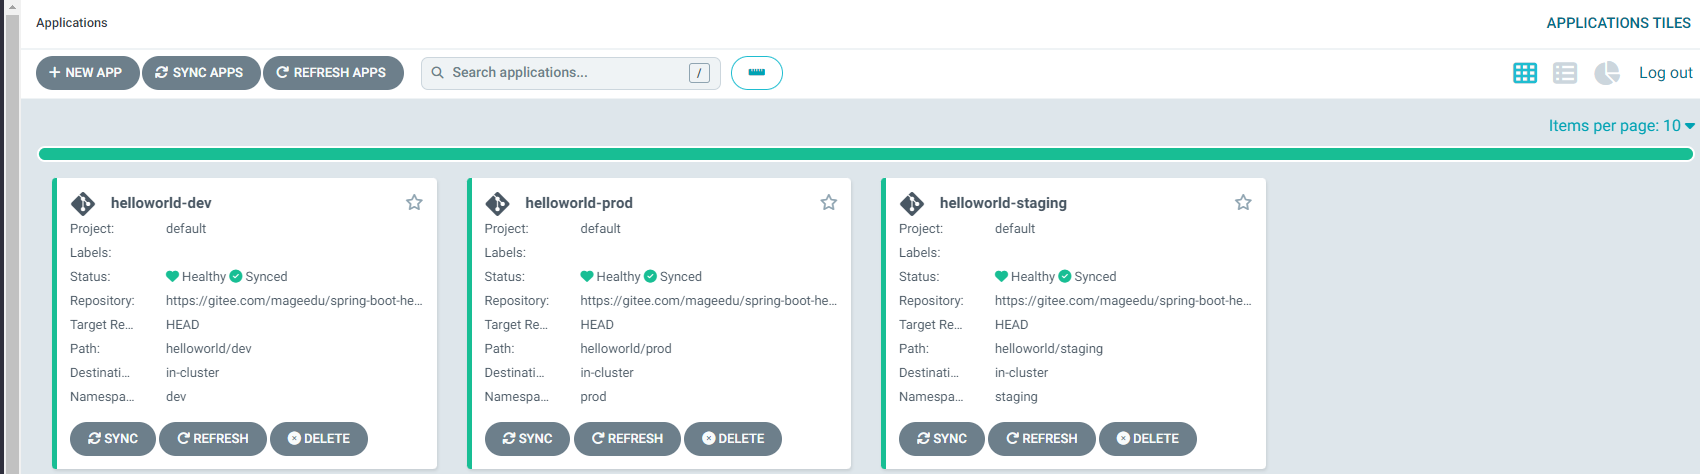 Applications
APPLICATIONS TILES
NEW APP
SYNC APPS
REFRESH APPS
Search applications...
/
Log out
Items per page: 10
helloworld-dev
Project: default
Labels:
Status: Healthy Synced
Repository: https://gitee.com/mageedu/spring-boot-he...
Target Re... HEAD
Path: helloworld/dev
Destinati... in-cluster
Namespa... dev
SYNC
REFRESH
DELETE
helloworld-prod
Project: default
Labels:
Status: Healthy Synced
Repository: https://gitee.com/mageedu/spring-boot-he...
Target Re... HEAD
Path: helloworld/prod
Destinati... in-cluster
Namespa... prod
SYNC
REFRESH
DELETE
helloworld-staging
Project: default
Labels:
Status: Healthy Synced
Repository: https://gitee.com/mageedu/spring-boot-he...
Target Re... HEAD
Path: helloworld/staging
Destinati... in-cluster
Namespa... staging
SYNC
REFRESH
DELETE